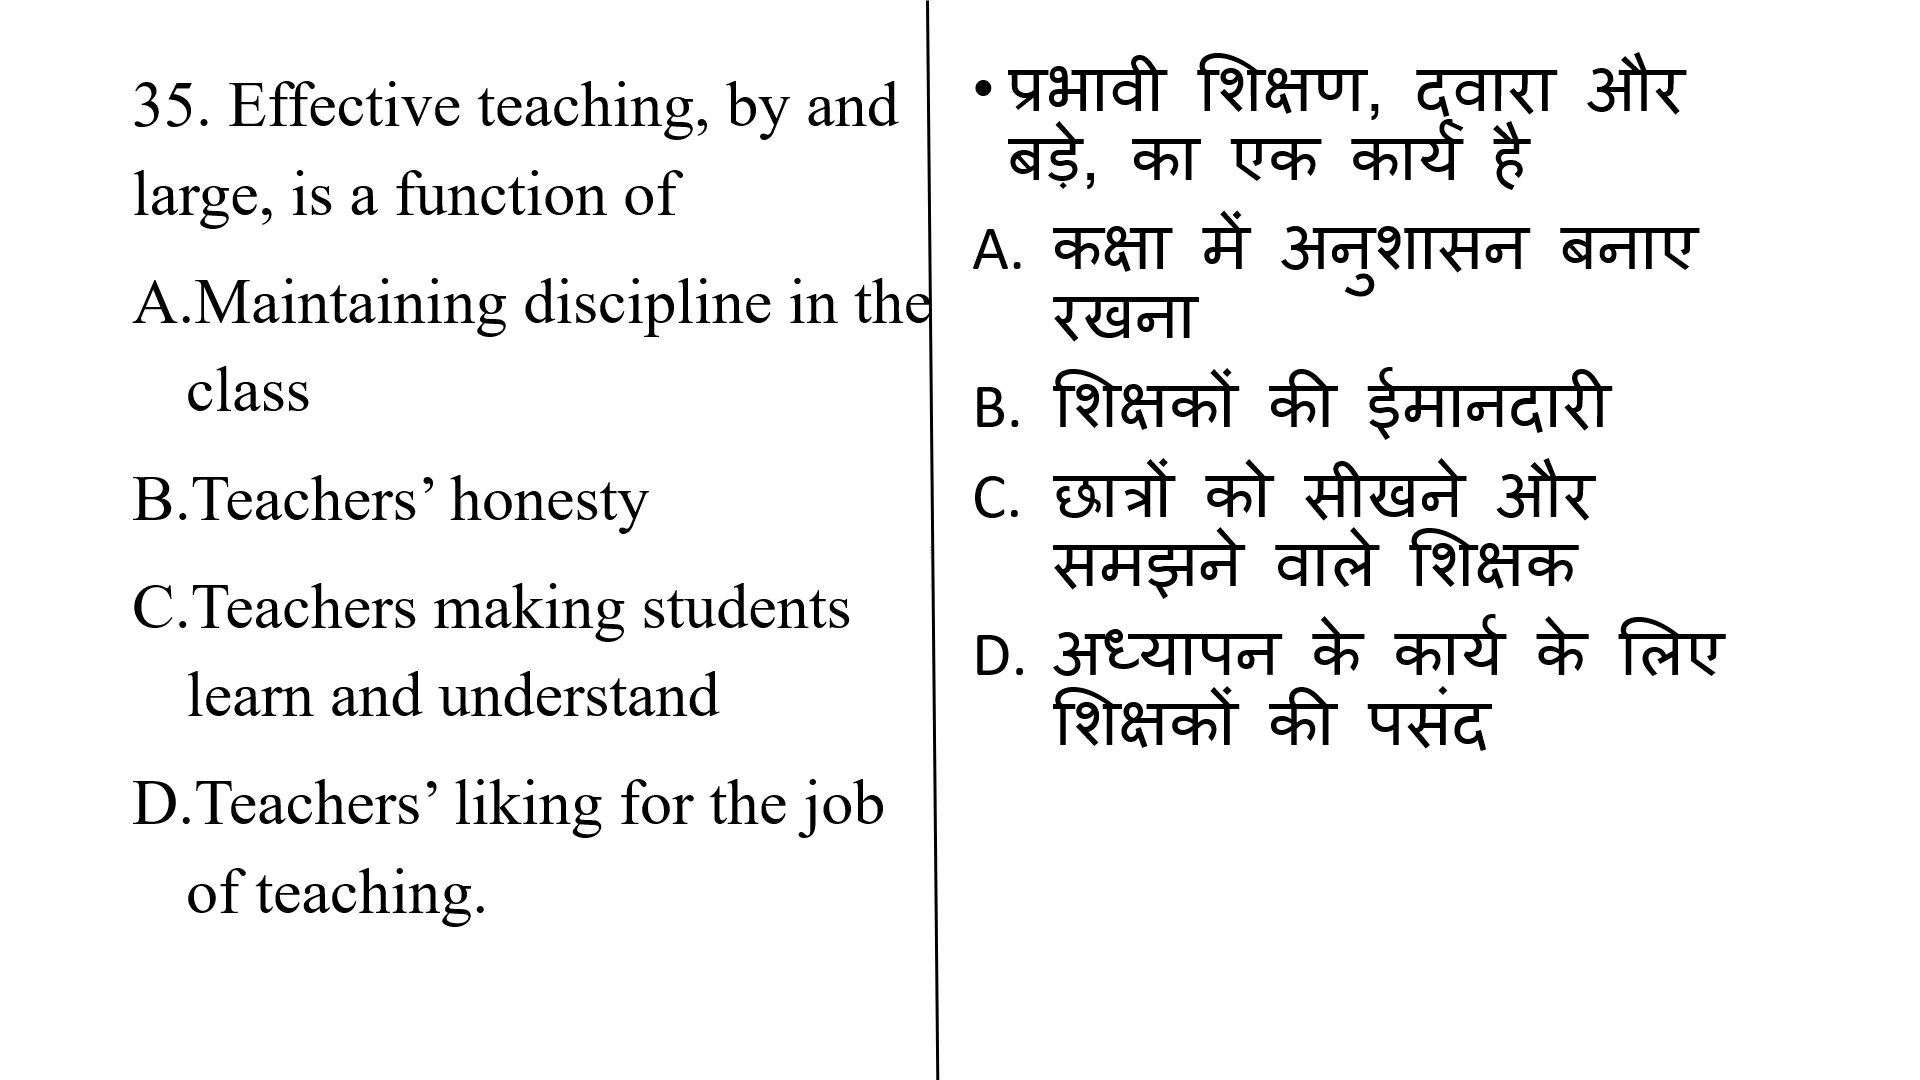 35. Effective teaching, by and
large, is a function of
A.Maintaining discipline in the
class
B.Teachers’ honesty
C.Teachers making students
learn and understand
D.Teachers’ liking for the job
of teaching.
• प्रभावी शिक्षण, द्वारा और
बड़े, का एक कार्य है
A. कक्षा में अनुशासन बनाए
रखना
B. शिक्षकों की ईमानदारी
C. छात्रों को सीखने और
समझने वाले शिक्षक
D. अध्यापन के कार्य के लिए
शिक्षकों की पसंद